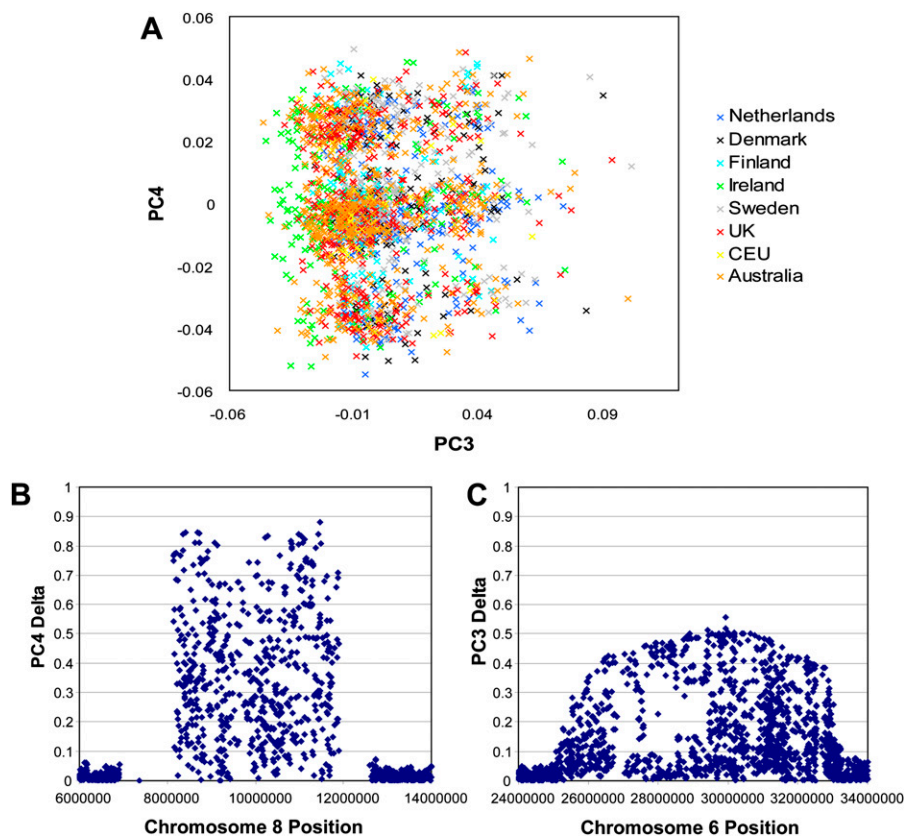 A
0.06
0.04
0.02
0
-0.02
-0.04
-0.06
PC4
-0.06
-0.01
0.04
0.09
PC3
Netherlands
Denmark
Finland
Ireland
Sweden
UK
CEU
Australia
B
1
0.9
0.8
0.7
0.6
0.5
0.4
0.3
0.2
0.1
0
PC4 Delta
6000000
8000000
10000000
12000000
14000000
Chromosome 8 Position
C
1
0.9
0.8
0.7
0.6
0.5
0.4
0.3
0.2
0.1
0
PC3 Delta
24000000
26000000
28000000
30000000
32000000
34000000
Chromosome 6 Position